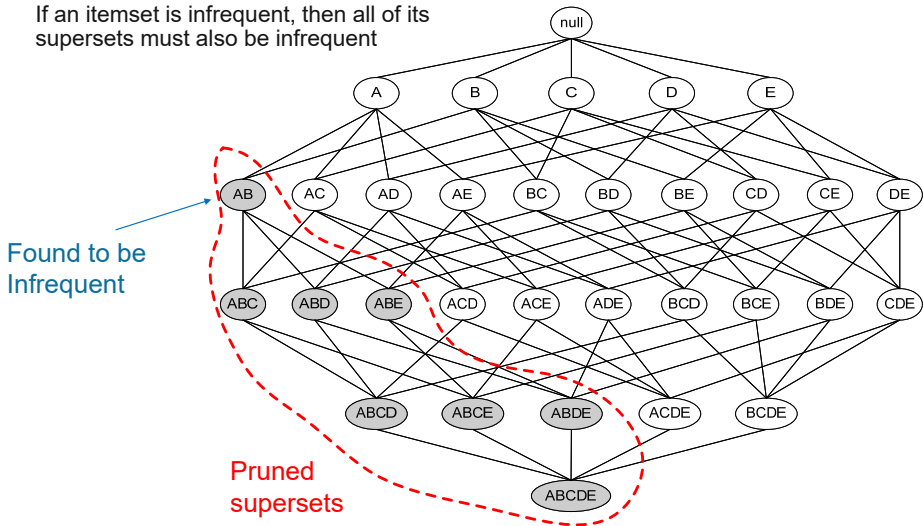 If an itemset is infrequent, then all of its
supersets must also be infrequent
null
A B C D E
AB AC AD AE BC BD BE CD CE DE
Found to be
Infrequent
ABC ABD ABE ACD ACE ADE BCD BCE BDE CDE
ABCD ABCE ABDE ACDE BCDE
Pruned
supersets
ABCDE